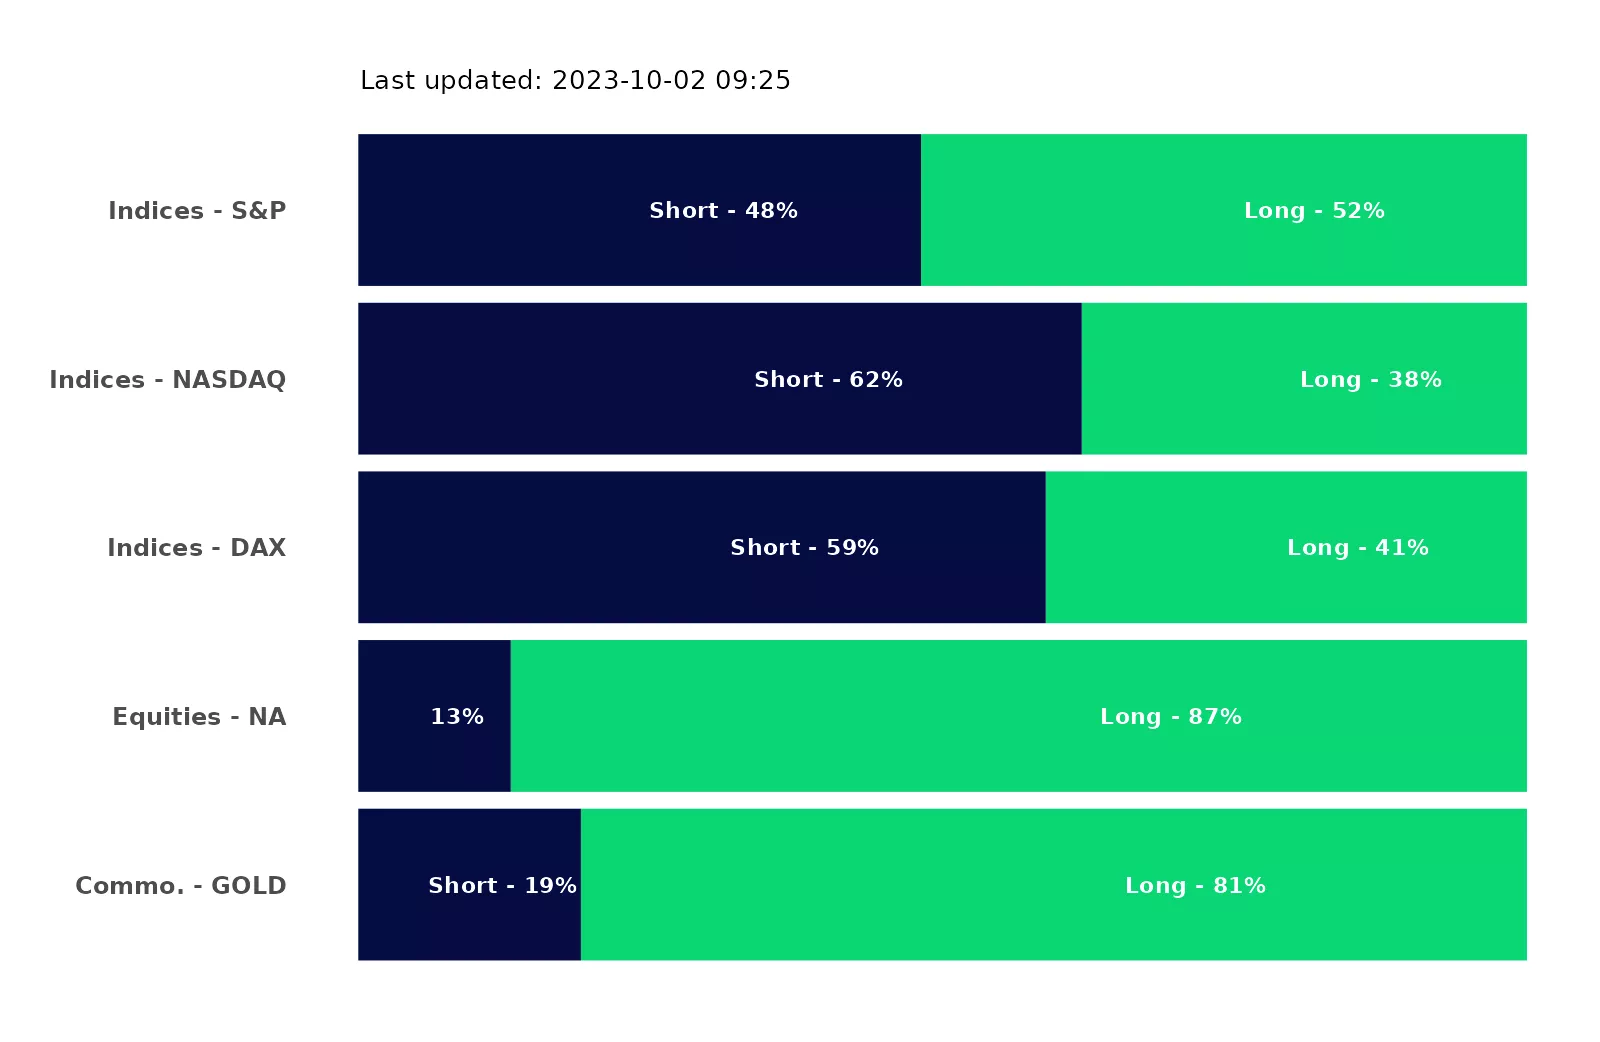 Last updated: 2023-10-02 09:25
Indices - S&P Short - 48% Long - 52%
Indices - NASDAQ Short - 62% Long - 38%
Indices - DAX Short - 59% Long - 41%
Equities - NA 13% Long - 87%
Commo. - GOLD Short - 19% Long - 81%